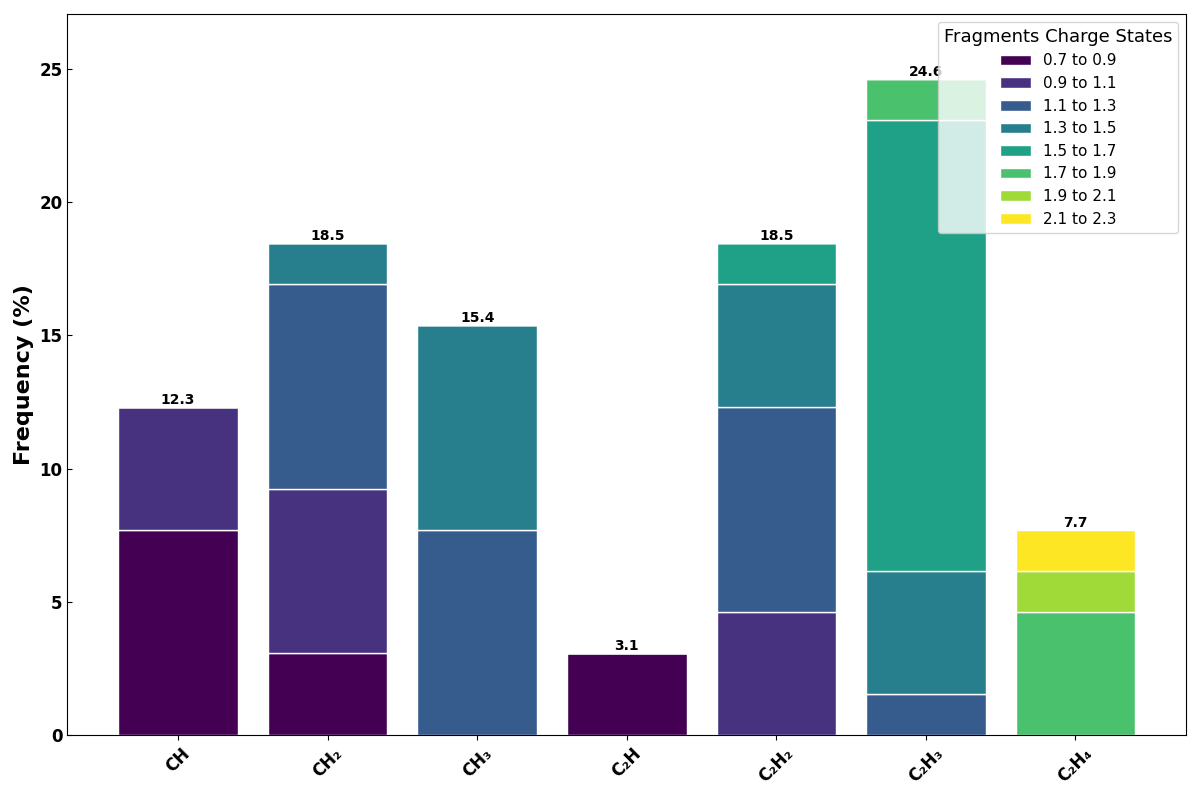 Fragments Charge States
0.7 to 0.9
0.9 to 1.1
1.1 to 1.3
1.3 to 1.5
1.5 to 1.7
1.7 to 1.9
1.9 to 2.1
2.1 to 2.3
Frequency (%)
25
20
15
10
5
0
12.3
18.5
15.4
3.1
18.5
24.6
7.7
CH
CH₂
CH₃
C₂H
C₂H₂
C₂H₃
C₂H₄